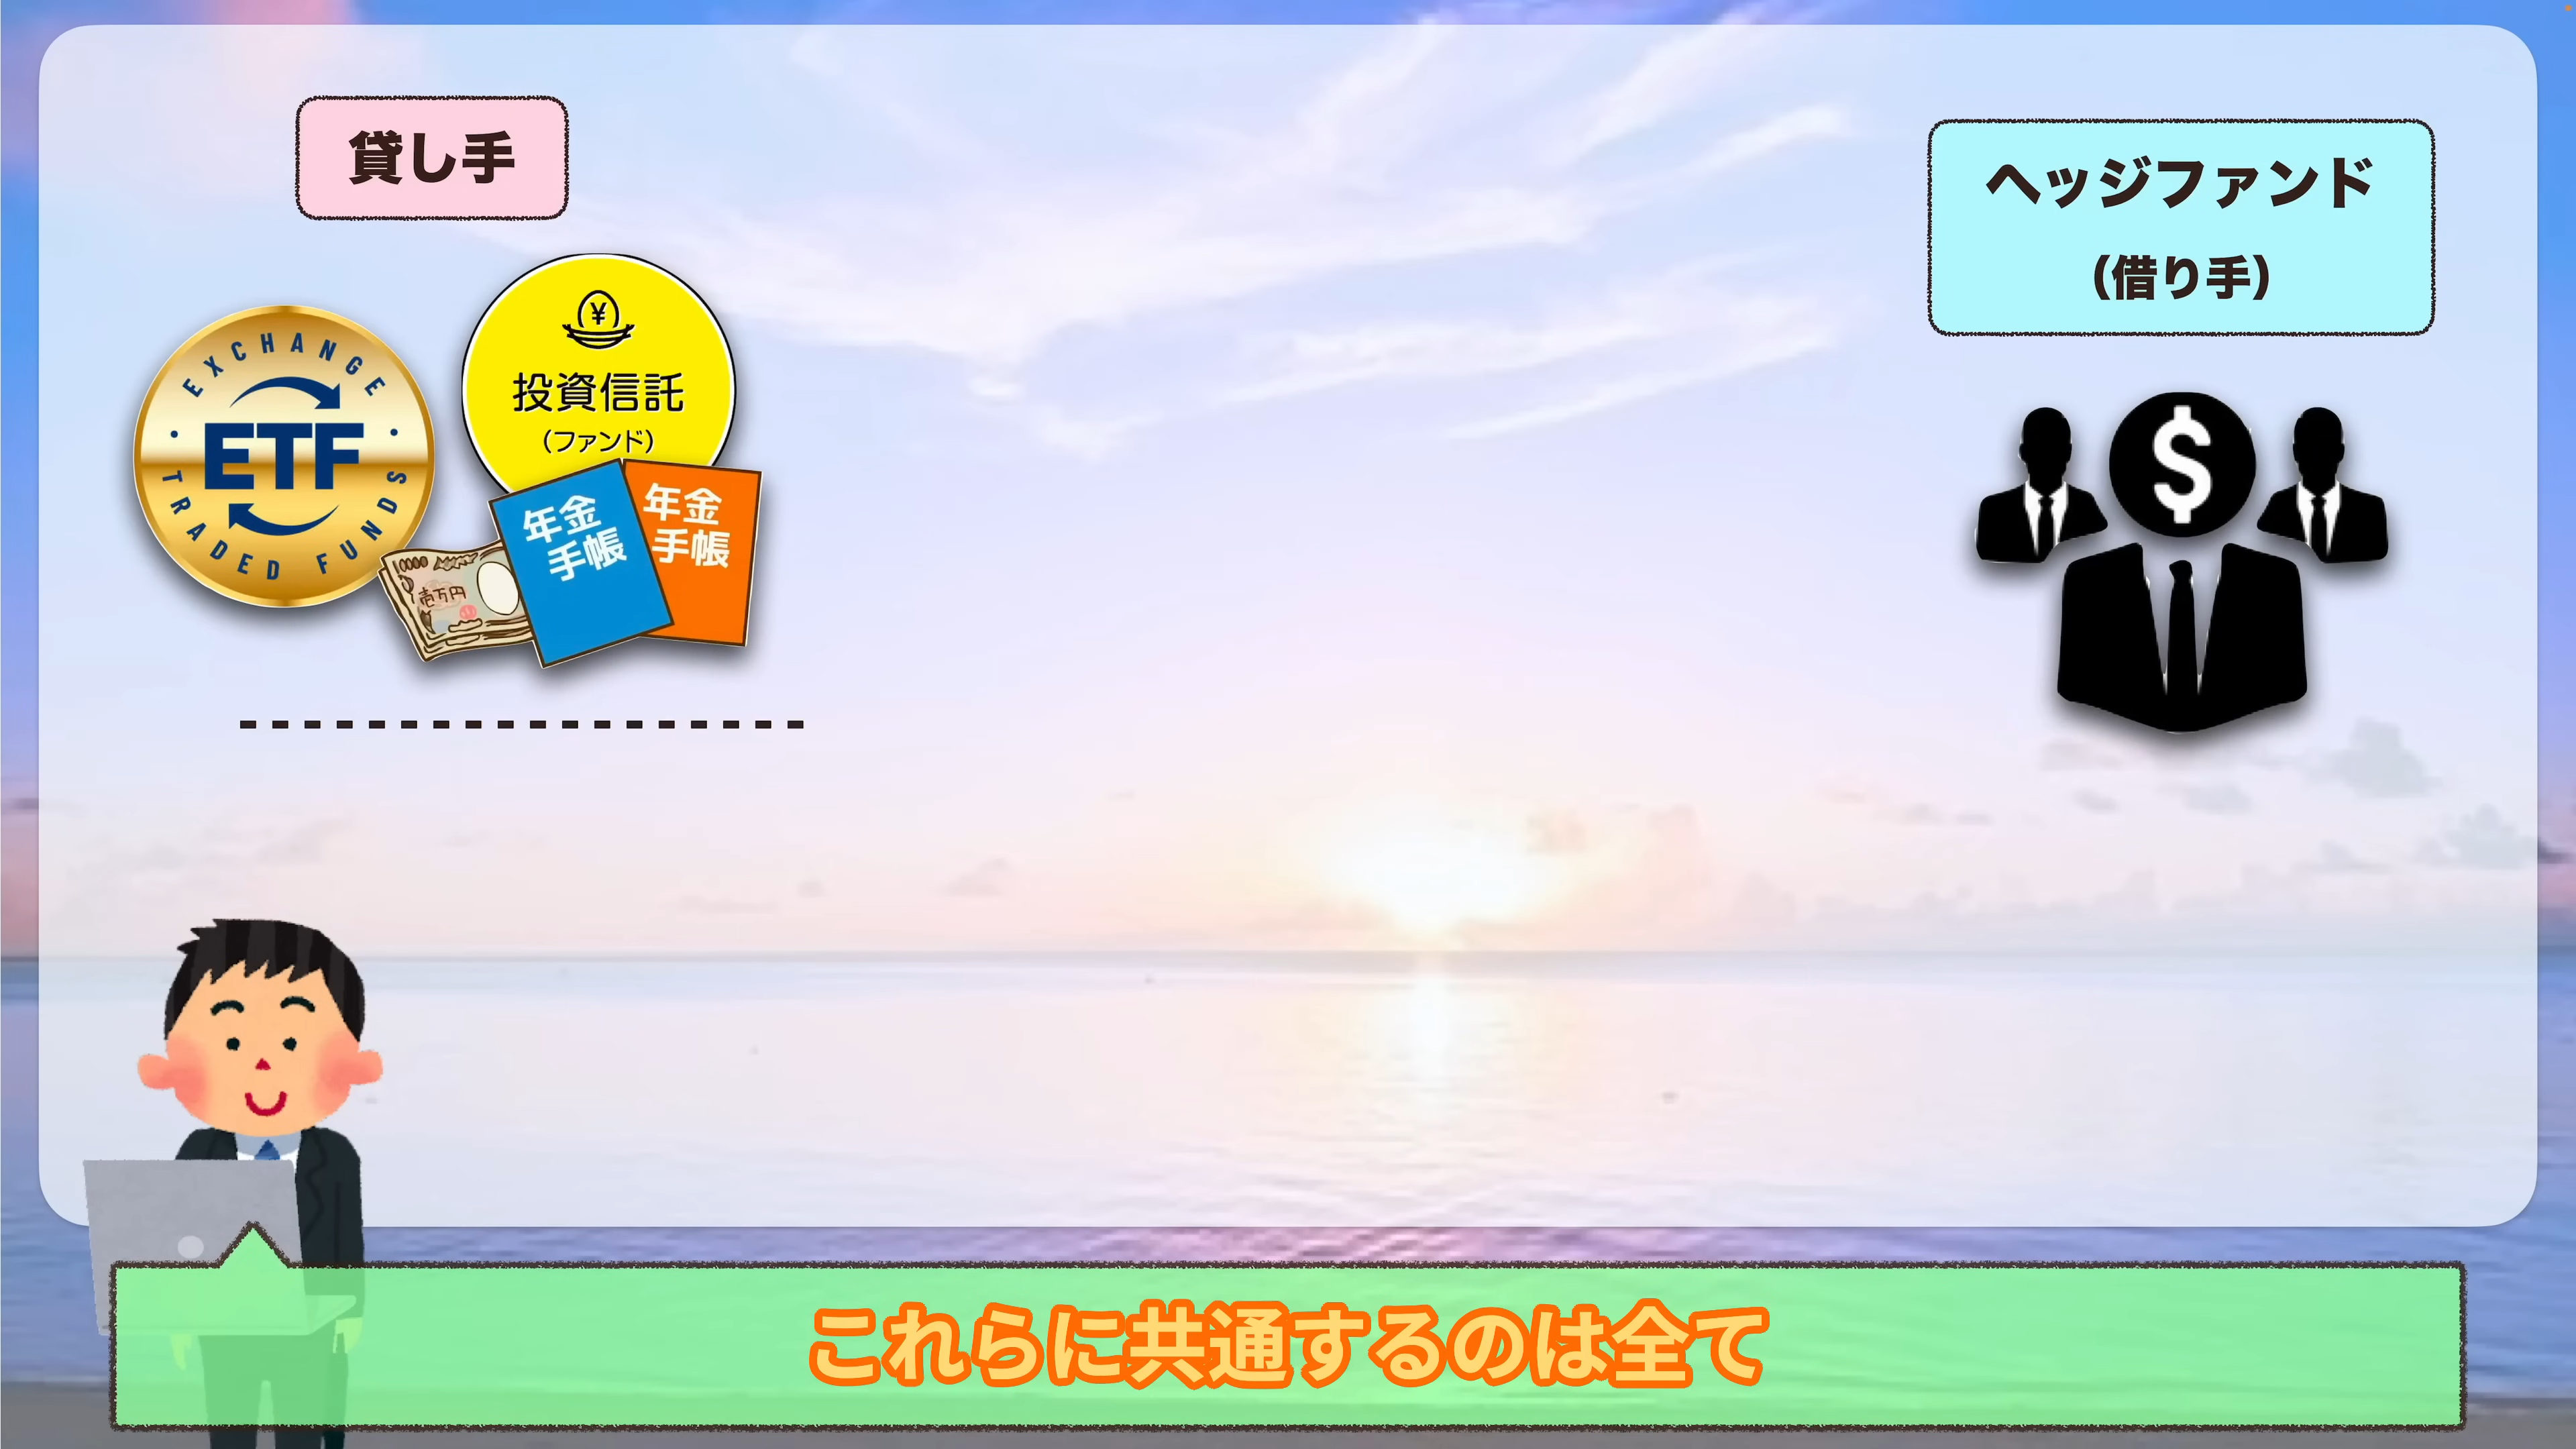 貸し手
ヘッジファンド
(借り手)
EXCHANGE
ETF
TRADED FUNDS
¥
投資信託
(ファンド)
年金
手帳
年金
手帳
10000
壱万円
$
これらに共通するのは全て